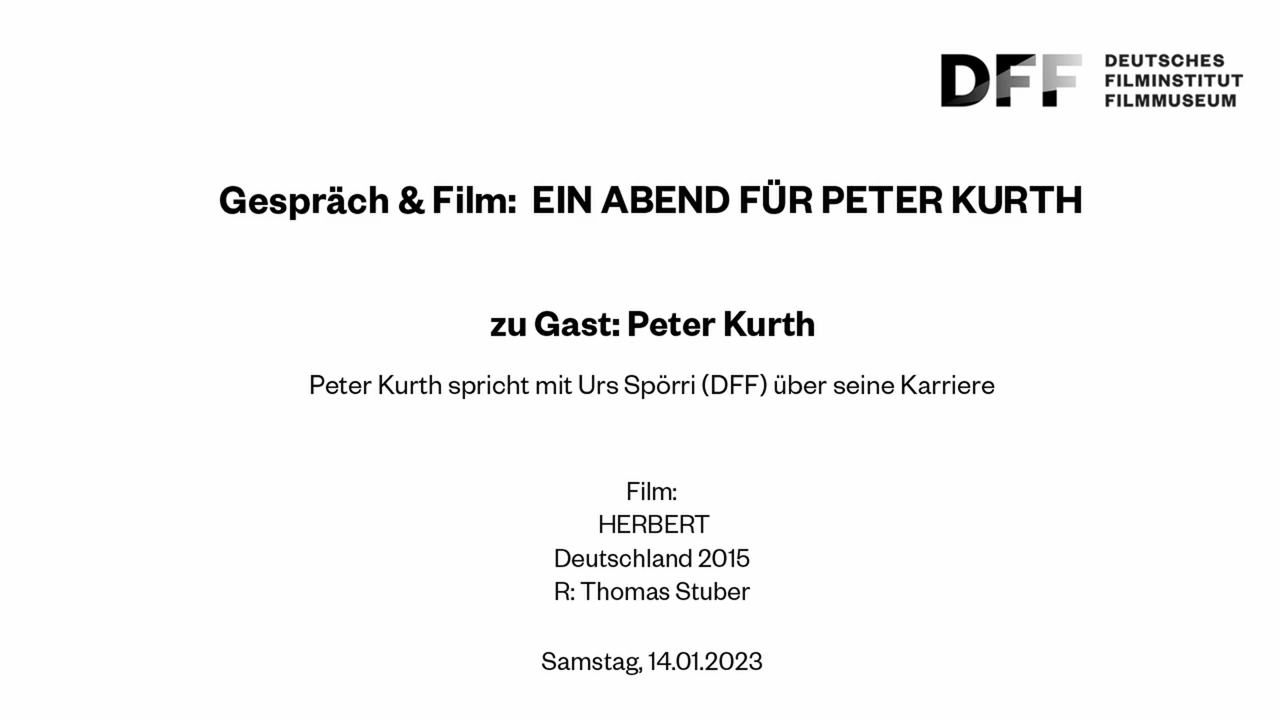 DFF
DEUTSCHES
FILMINSTITUT
FILMMUSEUM
Gespräch & Film: EIN ABEND FÜR PETER KURTH
zu Gast: Peter Kurth
Peter Kurth spricht mit Urs Spörri (DFF) über seine Karriere
Film:
HERBERT
Deutschland 2015
R: Thomas Stuber
Samstag, 14.01.2023